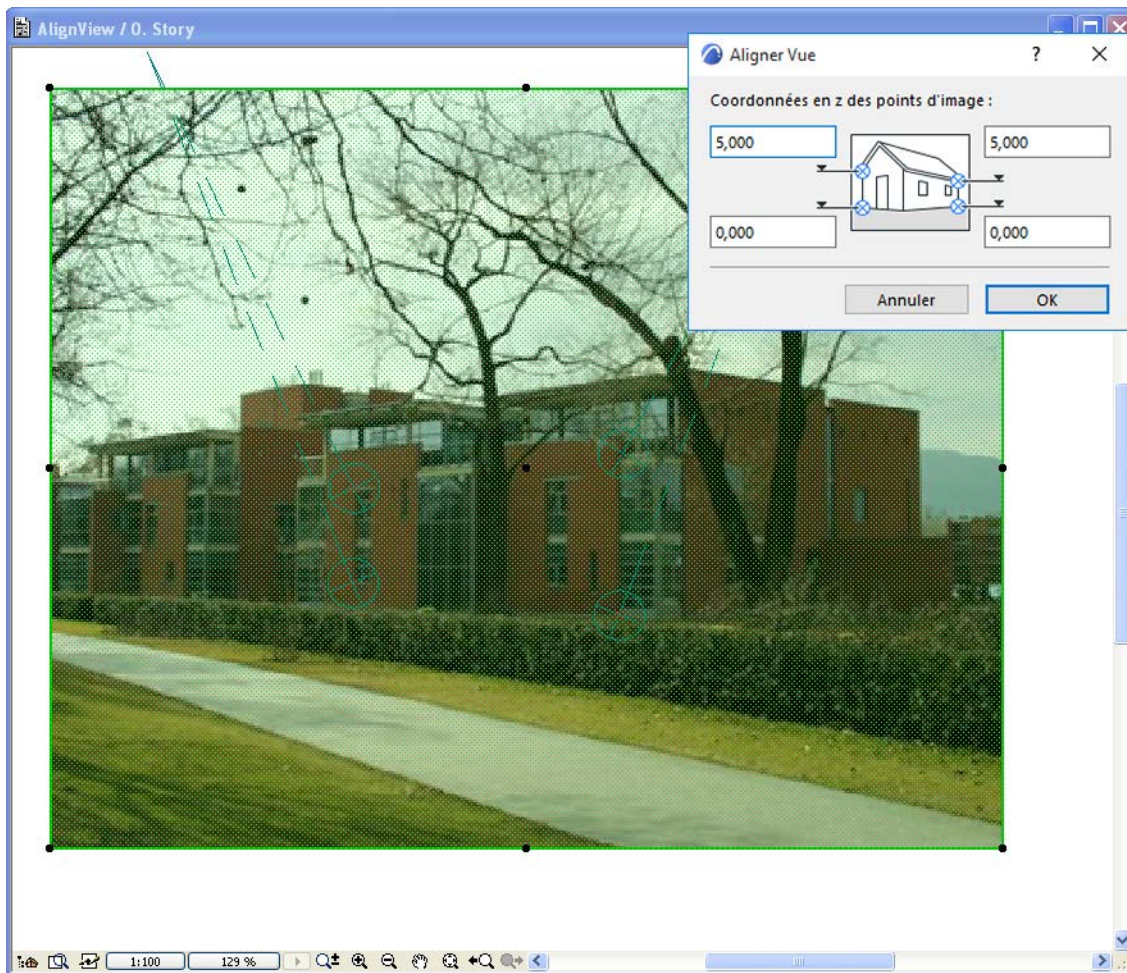 AlignView / 0. Story
Aligner Vue
?
Coordonnées en z des points d'image :
5,000
5,000
0,000
0,000
Annuler
OK
1:100
129 %